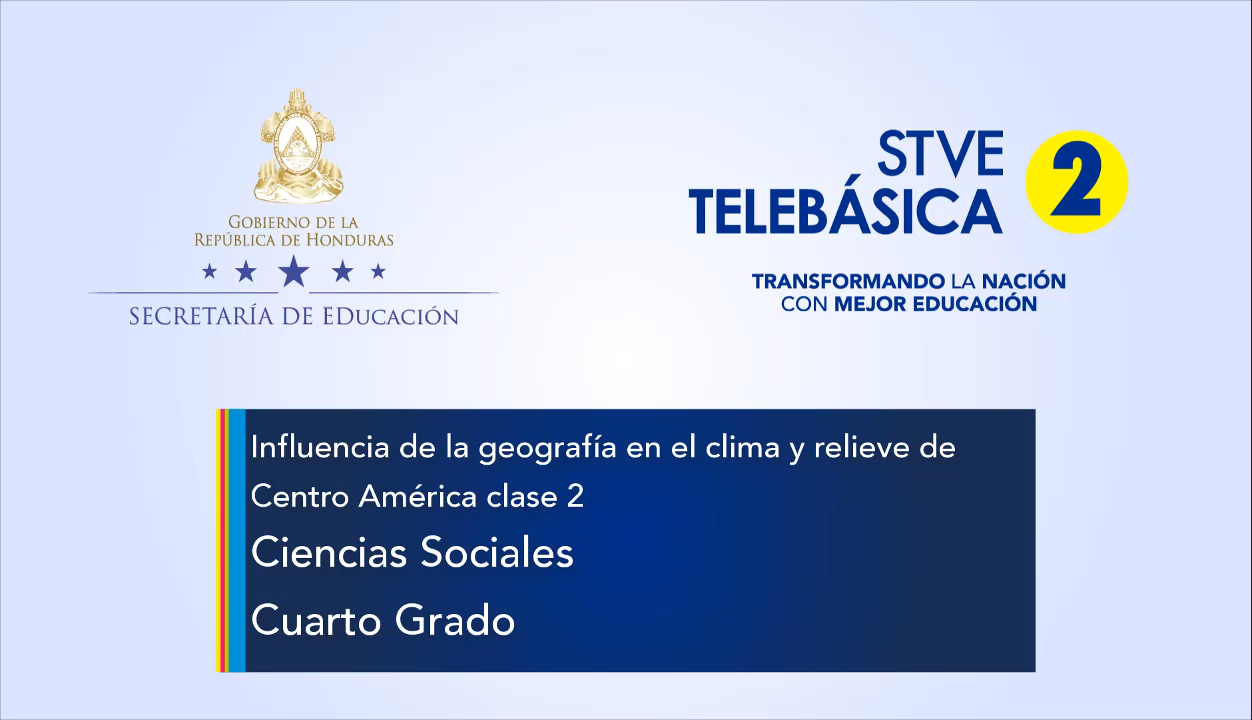 GOBIERNO DE LA
REPÚBLICA DE HONDURAS
SECRETARÍA DE EDUCACIÓN
STVE
TELEBÁSICA
2
TRANSFORMANDO LA NACIÓN
CON MEJOR EDUCACIÓN
Influencia de la geografía en el clima y relieve de
Centro América clase 2
Ciencias Sociales
Cuarto Grado